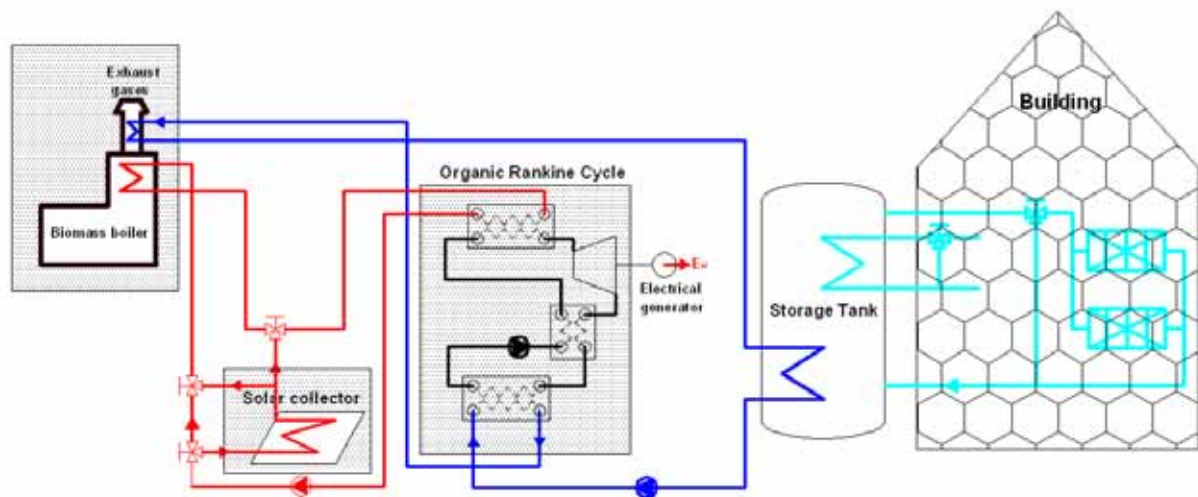 Exhaust
gases
Biomass boiler
Organic Rankine Cycle
Electrical
generator
Solar collector
Storage Tank
Building